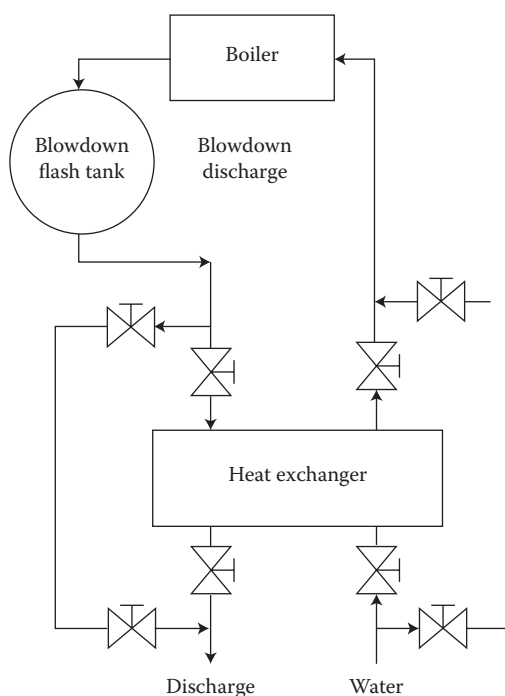 Boiler
Blowdown
flash tank
Blowdown
discharge
Heat exchanger
Discharge
Water